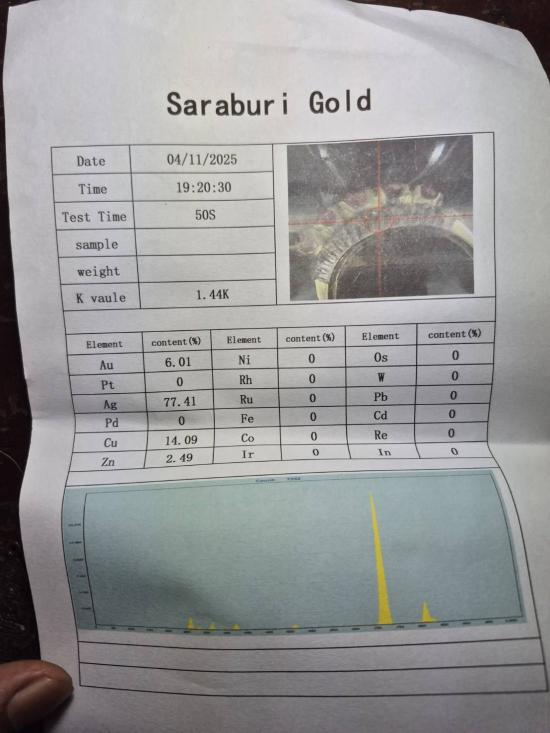 Saraburi Gold
Date 04/11/2025
Time 19:20:30
Test Time 50S
sample
weight
K vaule 1.44K
Element content(%) Element content(%) Element content(%)
Au 6.01 Ni 0 Os 0
Pt 0 Rh 0 W 0
Ag 77.41 Ru 0 Pb 0
Pd 0 Fe 0 Cd 0
Cu 14.09 Co 0 Re 0
Zn 2.49 Ir 0 In 0